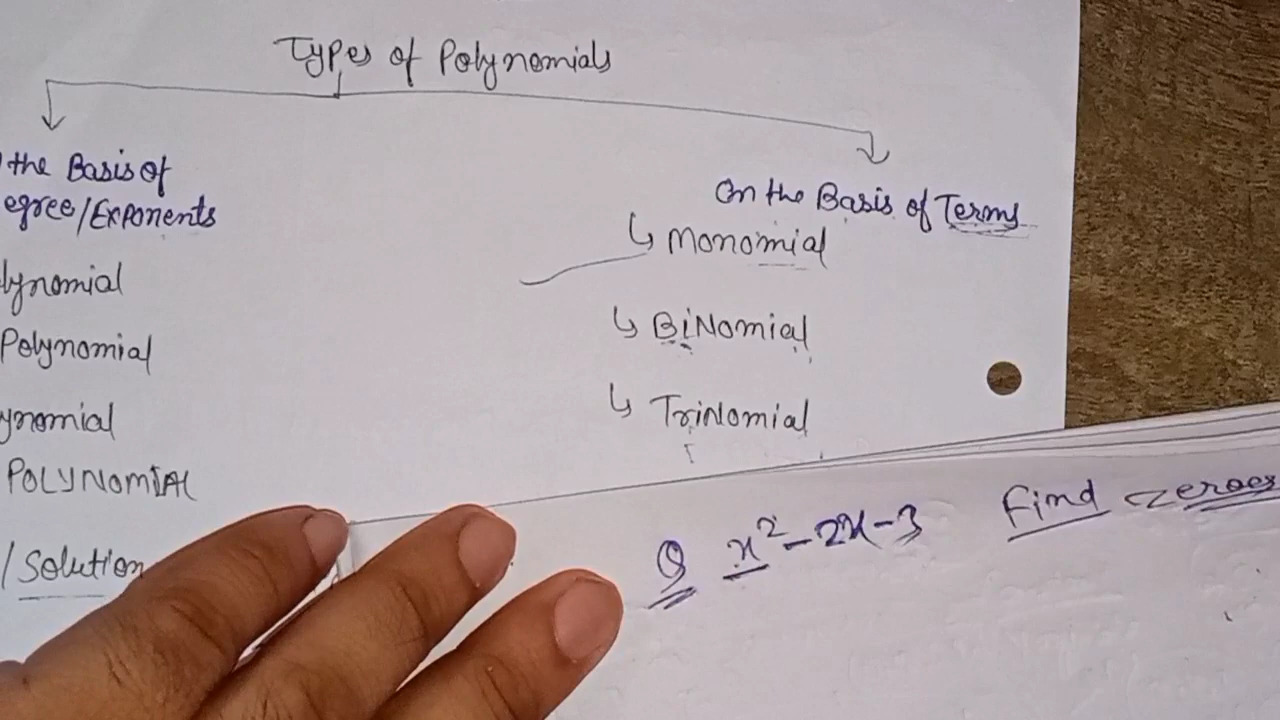 Types of Polynomials
the Basis of
egree/Exponents
lynomial
Polynomial
ynomial
POLYNOMIAL
/Solution
On the Basis of Terms
↳ Monomial
↳ BiNomial
↳ TriNomial
Q x²-2x-3 Find zeroes